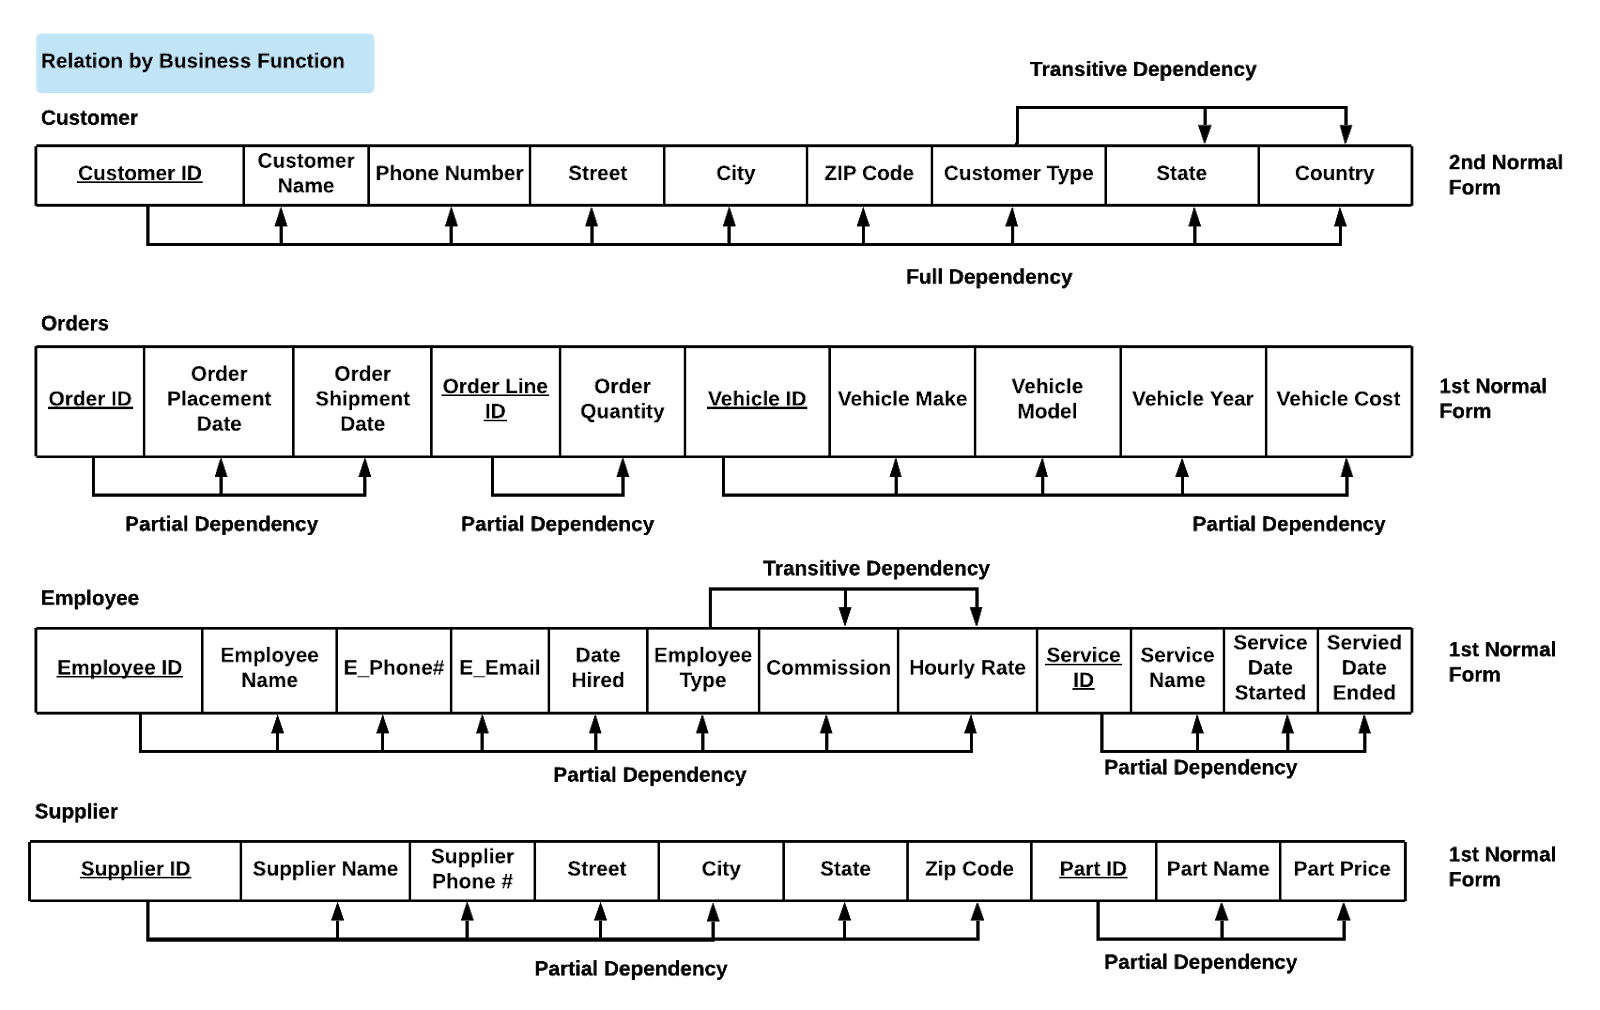 Relation by Business Function
Transitive Dependency
Customer
Customer ID
Customer
Name
Phone Number
Street
City
ZIP Code
Customer Type
State
Country
2nd Normal
Form
Full Dependency
Orders
Order ID
Order
Placement
Date
Order
Shipment
Date
Order Line
ID
Order
Quantity
Vehicle ID
Vehicle Make
Vehicle
Model
Vehicle Year
Vehicle Cost
1st Normal
Form
Partial Dependency
Partial Dependency
Partial Dependency
Transitive Dependency
Employee
Employee ID
Employee
Name
E_Phone#
E_Email
Date
Hired
Employee
Type
Commission
Hourly Rate
Service
ID
Service
Name
Service
Date
Started
Servied
Date
Ended
1st Normal
Form
Partial Dependency
Partial Dependency
Supplier
Supplier ID
Supplier Name
Supplier
Phone #
Street
City
State
Zip Code
Part ID
Part Name
Part Price
1st Normal
Form
Partial Dependency
Partial Dependency